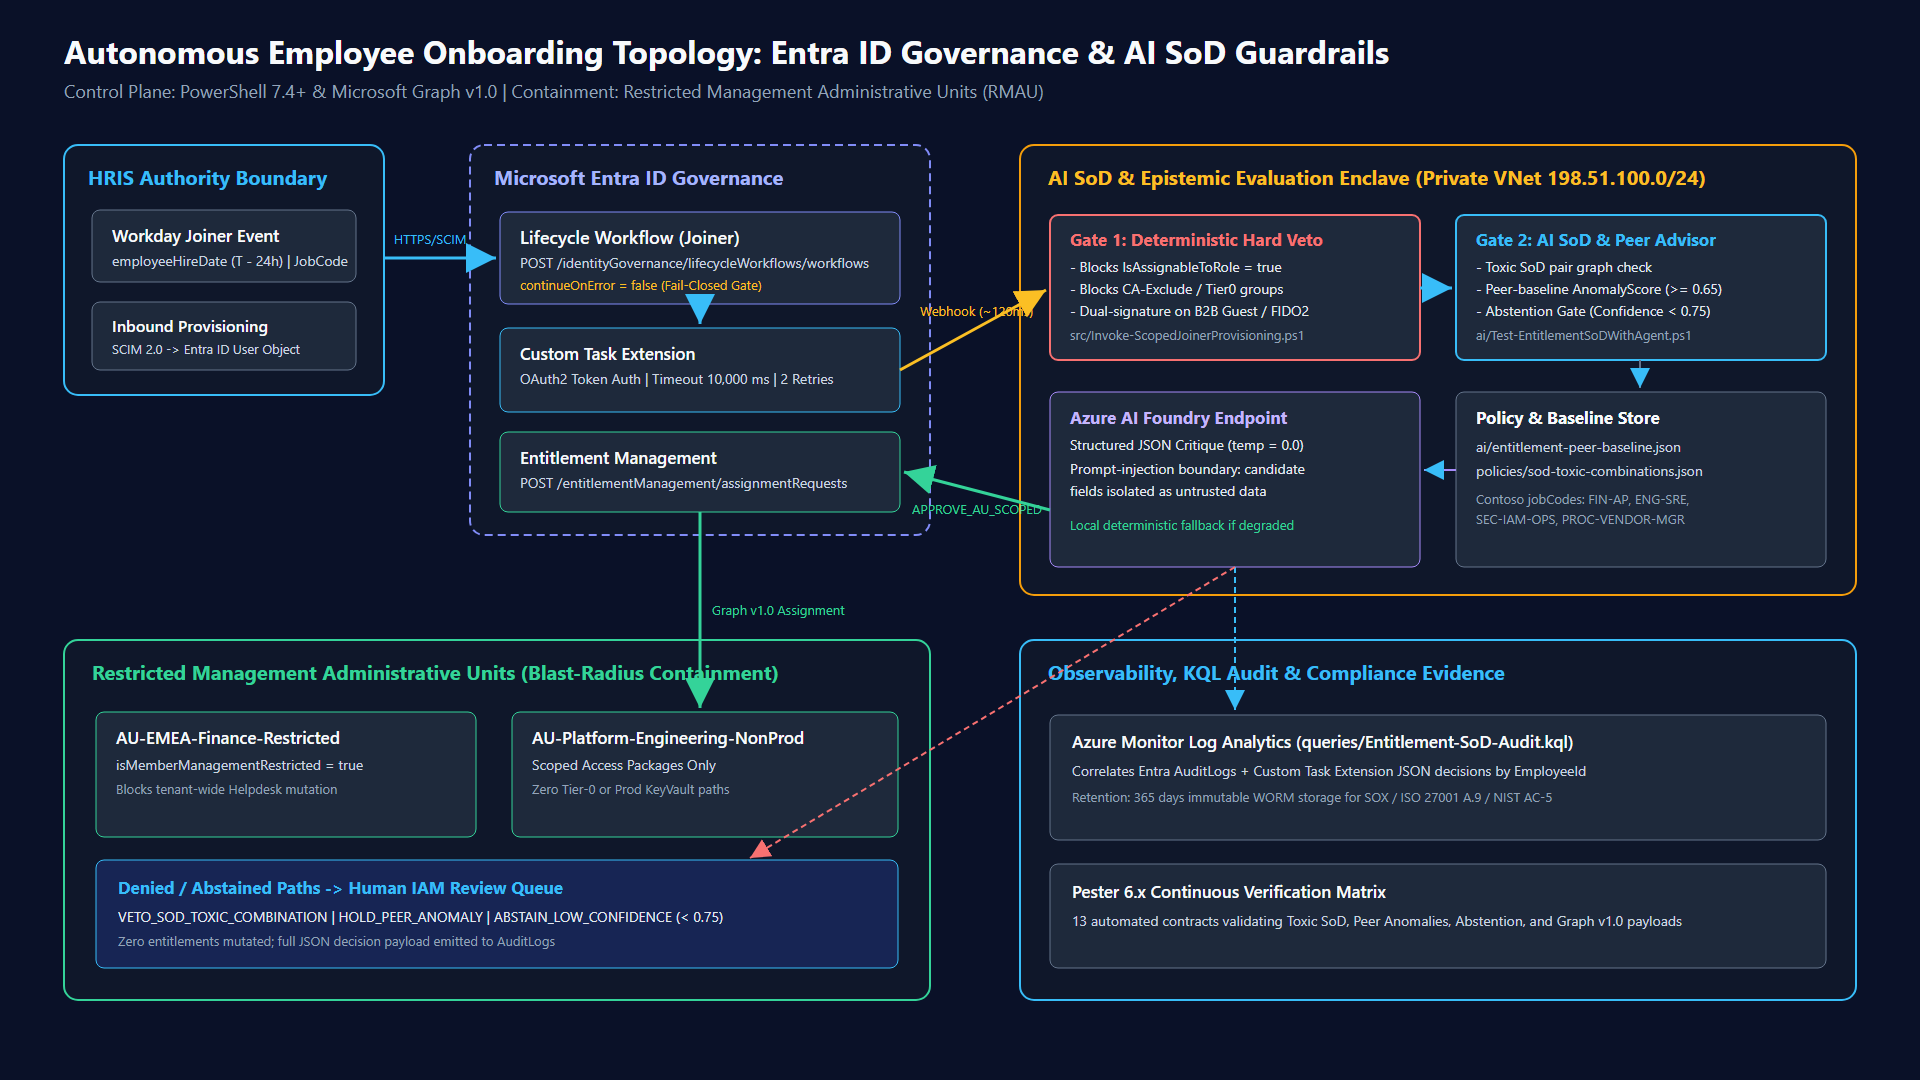 Autonomous Employee Onboarding Topology: Entra ID Governance & AI SoD Guardrails
Control Plane: PowerShell 7.4+ & Microsoft Graph v1.0 | Containment: Restricted Management Administrative Units (RMAU)
HRIS Authority Boundary
Workday Joiner Event
employeeHireDate (T - 24h) | JobCode
Inbound Provisioning
SCIM 2.0 -> Entra ID User Object
HTTPS/SCIM
Microsoft Entra ID Governance
Lifecycle Workflow (Joiner)
POST /identityGovernance/lifecycleWorkflows/workflows
continueOnError = false (Fail-Closed Gate)
Custom Task Extension
OAuth2 Token Auth | Timeout 10,000 ms | 2 Retries
Entitlement Management
POST /entitlementManagement/assignmentRequests
Webhook (~120ms)
APPROVE_AU_SCOPED
AI SoD & Epistemic Evaluation Enclave (Private VNet 198.51.100.0/24)
Gate 1: Deterministic Hard Veto
- Blocks IsAssignableToRole = true
- Blocks CA-Exclude / Tier0 groups
- Dual-signature on B2B Guest / FIDO2
src/Invoke-ScopedJoinerProvisioning.ps1
Gate 2: AI SoD & Peer Advisor
- Toxic SoD pair graph check
- Peer-baseline AnomalyScore (>= 0.65)
- Abstention Gate (Confidence < 0.75)
ai/Test-EntitlementSoDWithAgent.ps1
Azure AI Foundry Endpoint
Structured JSON Critique (temp = 0.0)
Prompt-injection boundary: candidate
fields isolated as untrusted data
Local deterministic fallback if degraded
Policy & Baseline Store
ai/entitlement-peer-baseline.json
policies/sod-toxic-combinations.json
Contoso jobCodes: FIN-AP, ENG-SRE,
SEC-IAM-OPS, PROC-VENDOR-MGR
Graph v1.0 Assignment
Restricted Management Administrative Units (Blast-Radius Containment)
AU-EMEA-Finance-Restricted
isMemberManagementRestricted = true
Blocks tenant-wide Helpdesk mutation
AU-Platform-Engineering-NonProd
Scoped Access Packages Only
Zero Tier-0 or Prod KeyVault paths
Denied / Abstained Paths -> Human IAM Review Queue
VETO_SOD_TOXIC_COMBINATION | HOLD_PEER_ANOMALY | ABSTAIN_LOW_CONFIDENCE (< 0.75)
Zero entitlements mutated; full JSON decision payload emitted to AuditLogs
Observability, KQL Audit & Compliance Evidence
Azure Monitor Log Analytics (queries/Entitlement-SoD-Audit.kql)
Correlates Entra AuditLogs + Custom Task Extension JSON decisions by EmployeeId
Retention: 365 days immutable WORM storage for SOX / ISO 27001 A.9 / NIST AC-5
Pester 6.x Continuous Verification Matrix
13 automated contracts validating Toxic SoD, Peer Anomalies, Abstention, and Graph v1.0 payloads